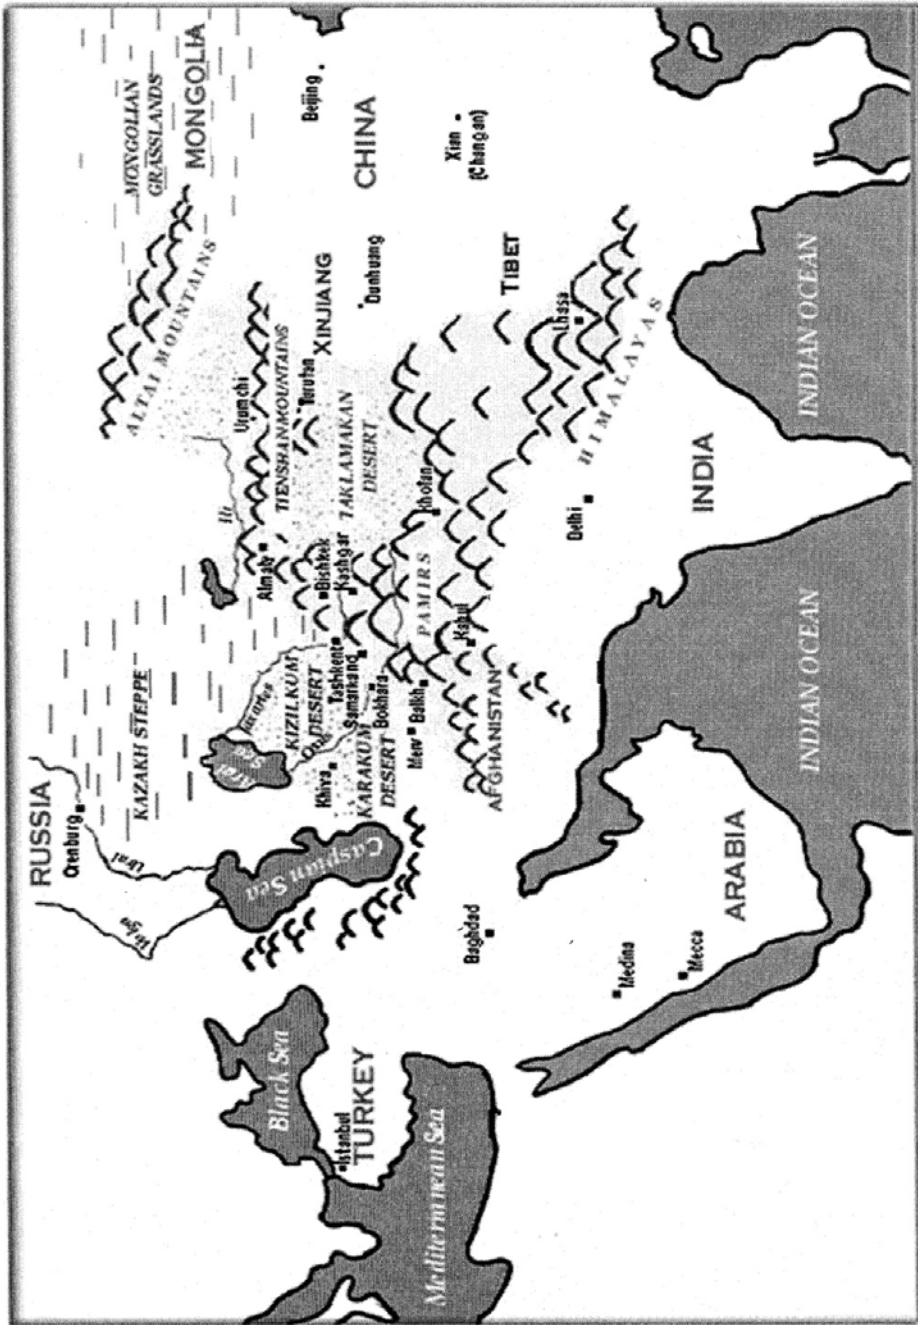 RUSSIA
Orenburg
Ural
Volga
KAZAKH STEPPE
ALTAI MOUNTAINS
MONGOLIAN
GRASSLANDS
MONGOLIA
Black Sea
Istanbul
TURKEY
Mediterranean Sea
Caspian Sea
Aral
Sea
Jaxartes
Oxus
Khiva
KIZILKUM
DESERT
KARAKUM
DESERT
Tashkent
Samarkand
Bokhara
Merv
Balkh
Ili
Almaty
Bishkek
Kashgar
Urumchi
TIENSHAN MOUNTAINS
Turufan
TAKLAMAKAN
DESERT
XINJIANG
Dunhuang
Beijing
CHINA
Xian
(Changan)
Khotan
PAMIRS
Kabul
AFGHANISTAN
TIBET
Lhasa
HIMALAYAS
Delhi
INDIA
Baghdad
Medina
Mecca
ARABIA
INDIAN OCEAN
INDIAN OCEAN